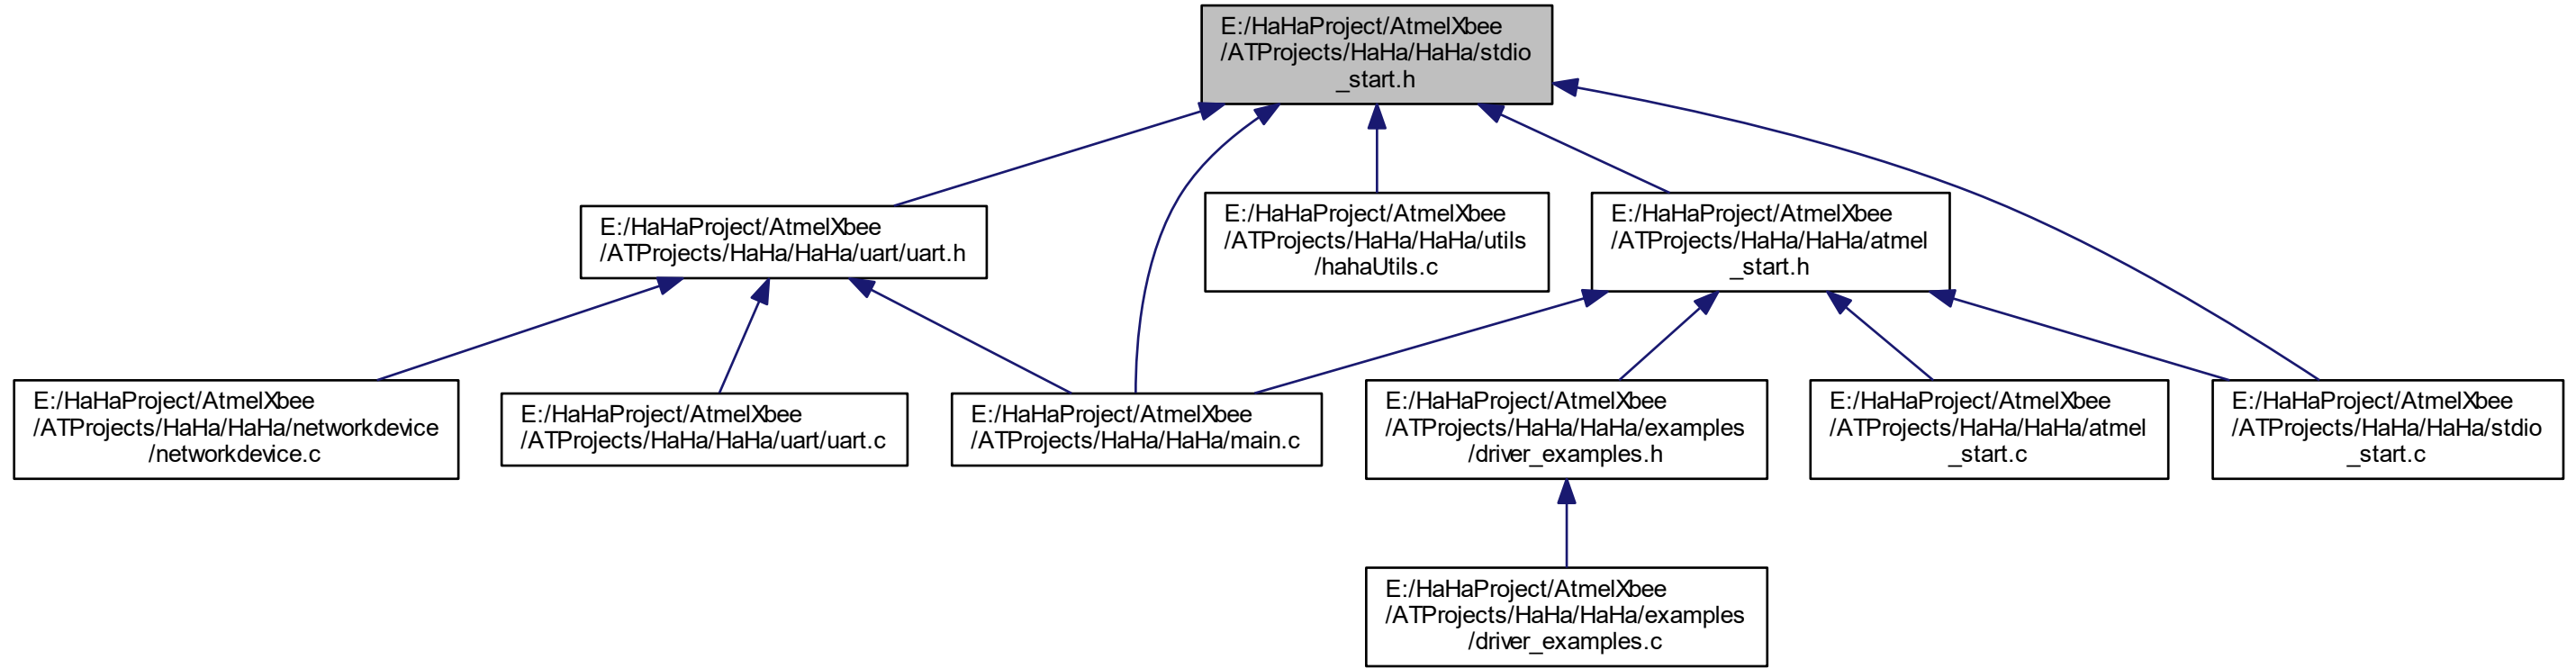 E:/HaHaProject/AtmelXbee
/ATProjects/HaHa/HaHa/stdio
_start.h
E:/HaHaProject/AtmelXbee
/ATProjects/HaHa/HaHa/uart/uart.h
E:/HaHaProject/AtmelXbee
/ATProjects/HaHa/HaHa/utils
/hahaUtils.c
E:/HaHaProject/AtmelXbee
/ATProjects/HaHa/HaHa/atmel
_start.h
E:/HaHaProject/AtmelXbee
/ATProjects/HaHa/HaHa/networkdevice
/networkdevice.c
E:/HaHaProject/AtmelXbee
/ATProjects/HaHa/HaHa/uart/uart.c
E:/HaHaProject/AtmelXbee
/ATProjects/HaHa/HaHa/main.c
E:/HaHaProject/AtmelXbee
/ATProjects/HaHa/HaHa/examples
/driver_examples.h
E:/HaHaProject/AtmelXbee
/ATProjects/HaHa/HaHa/atmel
_start.c
E:/HaHaProject/AtmelXbee
/ATProjects/HaHa/HaHa/stdio
_start.c
E:/HaHaProject/AtmelXbee
/ATProjects/HaHa/HaHa/examples
/driver_examples.c